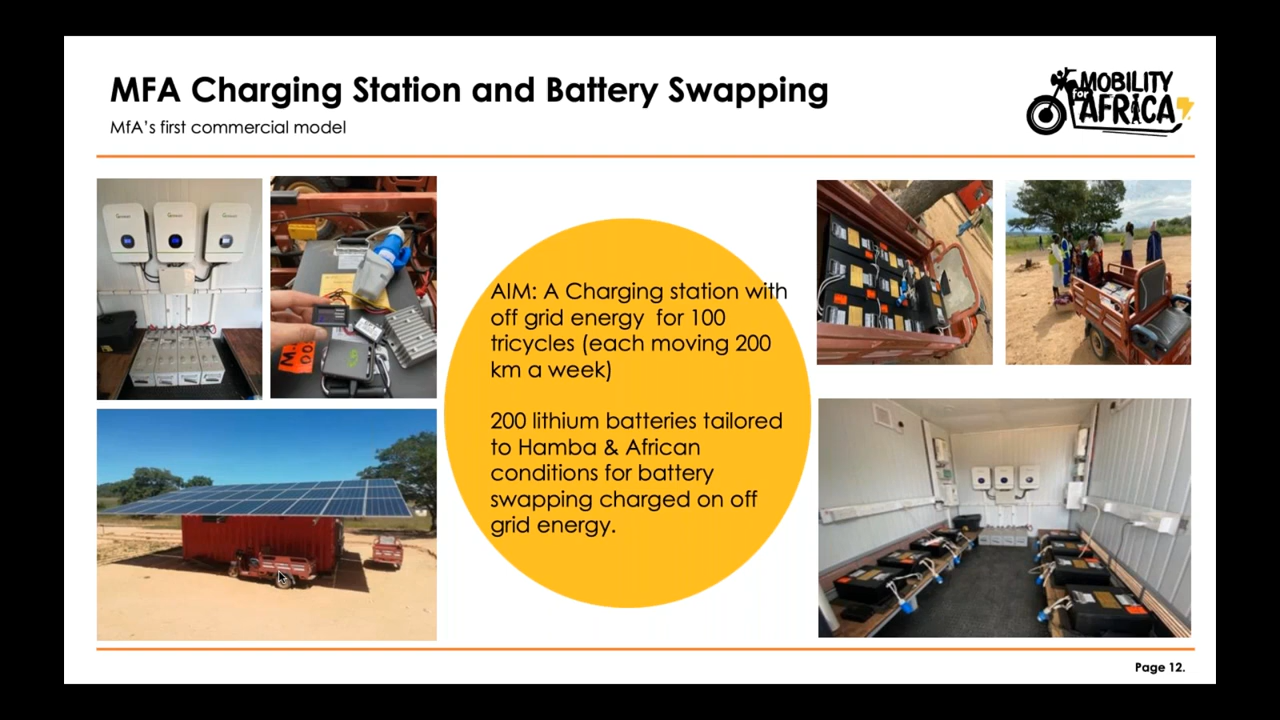 MFA Charging Station and Battery Swapping
MfA's first commercial model
MOBILITY
for
AFRICA
AIM: A Charging station with
off grid energy for 100
tricycles (each moving 200
km a week)
200 lithium batteries tailored
to Hamba & African
conditions for battery
swapping charged on off
grid energy.
Page 12.